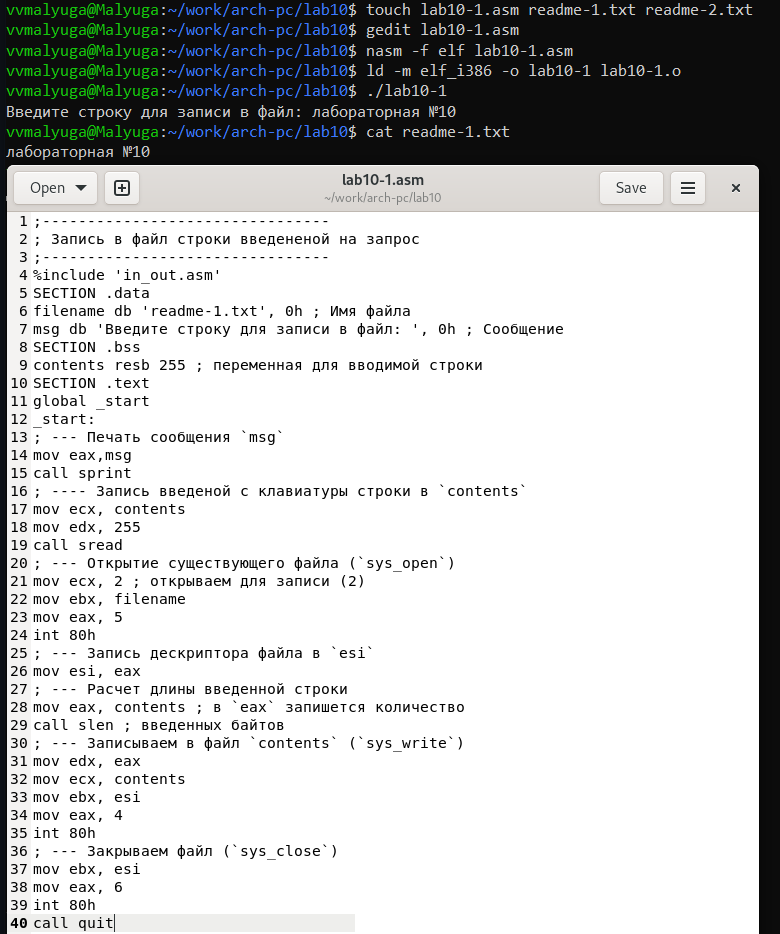 vvmalyuga@Malyuga:~/work/arch-pc/lab10$ touch lab10-1.asm readme-1.txt readme-2.txt
vvmalyuga@Malyuga:~/work/arch-pc/lab10$ gedit lab10-1.asm
vvmalyuga@Malyuga:~/work/arch-pc/lab10$ nasm -f elf lab10-1.asm
vvmalyuga@Malyuga:~/work/arch-pc/lab10$ ld -m elf_i386 -o lab10-1 lab10-1.o
vvmalyuga@Malyuga:~/work/arch-pc/lab10$ ./lab10-1
Введите строку для записи в файл: лабораторная №10
vvmalyuga@Malyuga:~/work/arch-pc/lab10$ cat readme-1.txt
лабораторная №10
Open lab10-1.asm Save
~/work/arch-pc/lab10
1 ;--------------------------------
2 ; Запись в файл строки введененой на запрос
3 ;--------------------------------
4 %include 'in_out.asm'
5 SECTION .data
6 filename db 'readme-1.txt', 0h ; Имя файла
7 msg db 'Введите строку для записи в файл: ', 0h ; Сообщение
8 SECTION .bss
9 contents resb 255 ; переменная для вводимой строки
10 SECTION .text
11 global _start
12 _start:
13 ; --- Печать сообщения `msg`
14 mov eax,msg
15 call sprint
16 ; ---- Запись введеной с клавиатуры строки в `contents`
17 mov ecx, contents
18 mov edx, 255
19 call sread
20 ; --- Открытие существующего файла (`sys_open`)
21 mov ecx, 2 ; открываем для записи (2)
22 mov ebx, filename
23 mov eax, 5
24 int 80h
25 ; --- Запись дескриптора файла в `esi`
26 mov esi, eax
27 ; --- Расчет длины введенной строки
28 mov eax, contents ; в `eax` запишется количество
29 call slen ; введенных байтов
30 ; --- Записываем в файл `contents` (`sys_write`)
31 mov edx, eax
32 mov ecx, contents
33 mov ebx, esi
34 mov eax, 4
35 int 80h
36 ; --- Закрываем файл (`sys_close`)
37 mov ebx, esi
38 mov eax, 6
39 int 80h
40 call quit